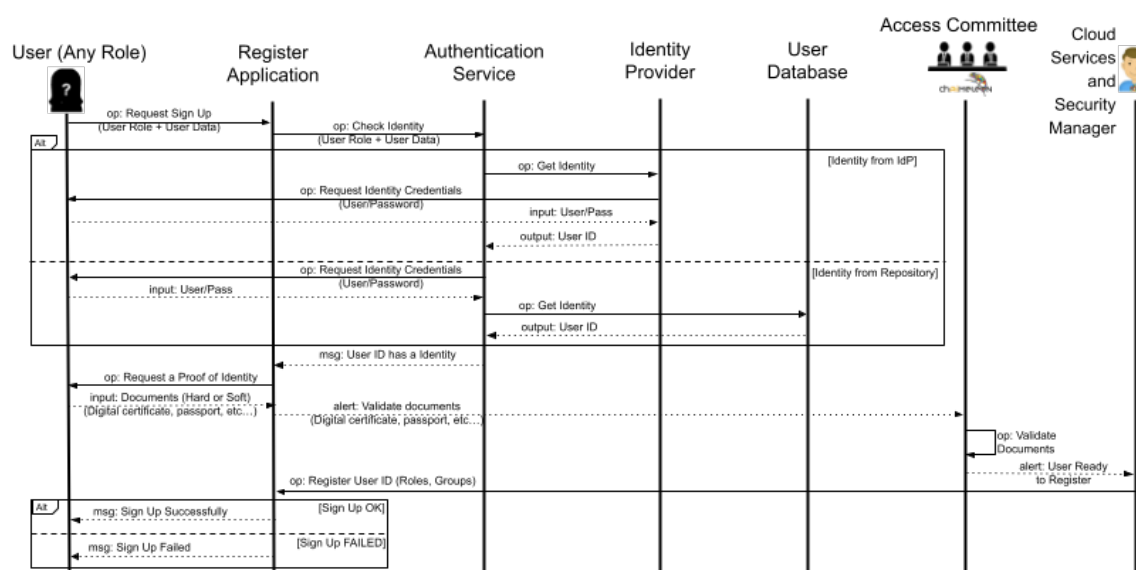 Access Committee
Cloud
Services
and
Security
Manager
User (Any Role)
Register
Application
Authentication
Service
Identity
Provider
User
Database
?
chameleon
op: Request Sign Up
(User Role + User Data)
op: Check Identity
(User Role + User Data)
Alt
[Identity from IdP]
op: Get Identity
op: Request Identity Credentials
(User/Password)
input: User/Pass
output: User ID
op: Request Identity Credentials
(User/Password)
[Identity from Repository]
input: User/Pass
op: Get Identity
output: User ID
msg: User ID has a Identity
op: Request a Proof of Identity
input: Documents (Hard or Soft)
(Digital certificate, passport, etc...)
alert: Validate documents
(Digital certificate, passport, etc...)
op: Validate
Documents
alert: User Ready
to Register
op: Register User ID (Roles, Groups)
Alt
[Sign Up OK]
msg: Sign Up Successfully
[Sign Up FAILED]
msg: Sign Up Failed